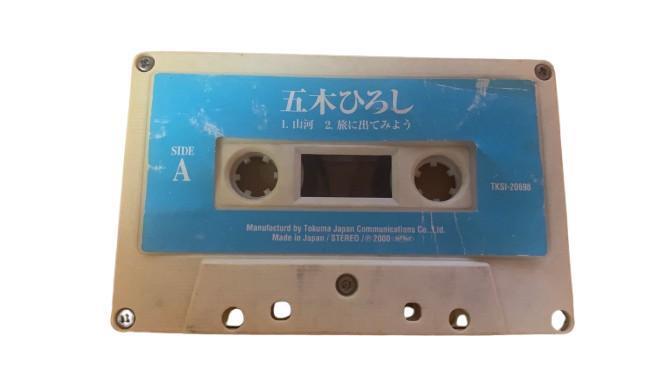 五木ひろし
1. 山河 2. 旅に出てみよう
SIDE
A
TKSI-20698
Manufacturd by Tokuma Japan Communications Co., Ltd.
Made in Japan / STEREO / ℗ 2000